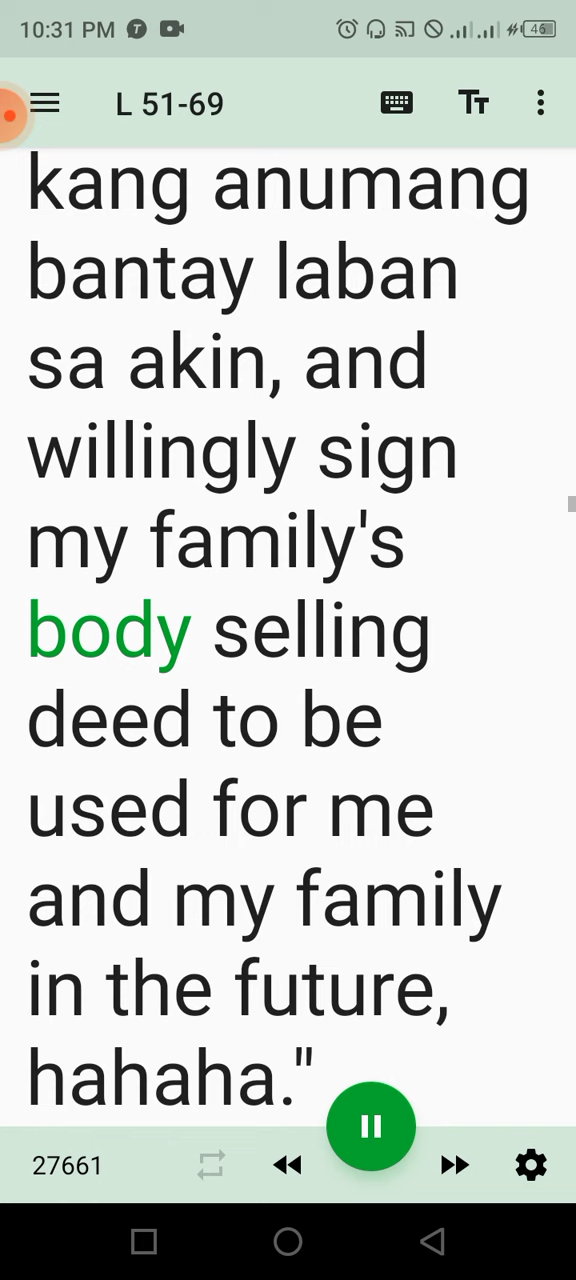 10:31 PM
46
L 51-69
kang anumang
bantay laban
sa akin, and
willingly sign
my family's
body selling
deed to be
used for me
and my family
in the future,
hahaha."
27661